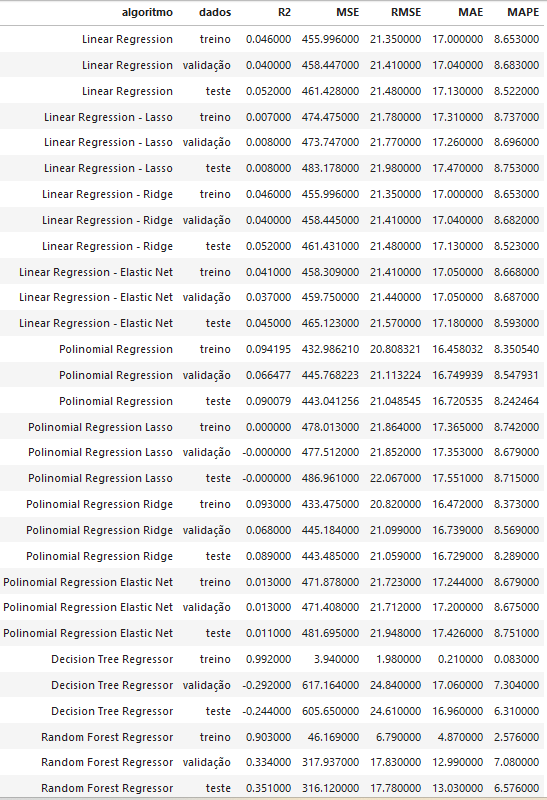 algoritmo dados R2 MSE RMSE MAE MAPE
Linear Regression treino 0.046000 455.996000 21.350000 17.000000 8.653000
Linear Regression validação 0.040000 458.447000 21.410000 17.040000 8.683000
Linear Regression teste 0.052000 461.428000 21.480000 17.130000 8.522000
Linear Regression - Lasso treino 0.007000 474.475000 21.780000 17.310000 8.737000
Linear Regression - Lasso validação 0.008000 473.747000 21.770000 17.260000 8.696000
Linear Regression - Lasso teste 0.008000 483.178000 21.980000 17.470000 8.753000
Linear Regression - Ridge treino 0.046000 455.996000 21.350000 17.000000 8.653000
Linear Regression - Ridge validação 0.040000 458.445000 21.410000 17.040000 8.682000
Linear Regression - Ridge teste 0.052000 461.431000 21.480000 17.130000 8.523000
Linear Regression - Elastic Net treino 0.041000 458.309000 21.410000 17.050000 8.668000
Linear Regression - Elastic Net validação 0.037000 459.750000 21.440000 17.050000 8.687000
Linear Regression - Elastic Net teste 0.045000 465.123000 21.570000 17.180000 8.593000
Polinomial Regression treino 0.094195 432.986210 20.808321 16.458032 8.350540
Polinomial Regression validação 0.066477 445.768223 21.113224 16.749939 8.547931
Polinomial Regression teste 0.090079 443.041256 21.048545 16.720535 8.242464
Polinomial Regression Lasso treino 0.000000 478.013000 21.864000 17.365000 8.742000
Polinomial Regression Lasso validação -0.000000 477.512000 21.852000 17.353000 8.679000
Polinomial Regression Lasso teste -0.000000 486.961000 22.067000 17.551000 8.715000
Polinomial Regression Ridge treino 0.093000 433.475000 20.820000 16.472000 8.373000
Polinomial Regression Ridge validação 0.068000 445.184000 21.099000 16.739000 8.569000
Polinomial Regression Ridge teste 0.089000 443.485000 21.059000 16.729000 8.289000
Polinomial Regression Elastic Net treino 0.013000 471.878000 21.723000 17.244000 8.679000
Polinomial Regression Elastic Net validação 0.013000 471.408000 21.712000 17.200000 8.675000
Polinomial Regression Elastic Net teste 0.011000 481.695000 21.948000 17.426000 8.751000
Decision Tree Regressor treino 0.992000 3.940000 1.980000 0.210000 0.083000
Decision Tree Regressor validação -0.292000 617.164000 24.840000 17.060000 7.304000
Decision Tree Regressor teste -0.244000 605.650000 24.610000 16.960000 6.310000
Random Forest Regressor treino 0.903000 46.169000 6.790000 4.870000 2.576000
Random Forest Regressor validação 0.334000 317.937000 17.830000 12.990000 7.080000
Random Forest Regressor teste 0.351000 316.120000 17.780000 13.030000 6.576000